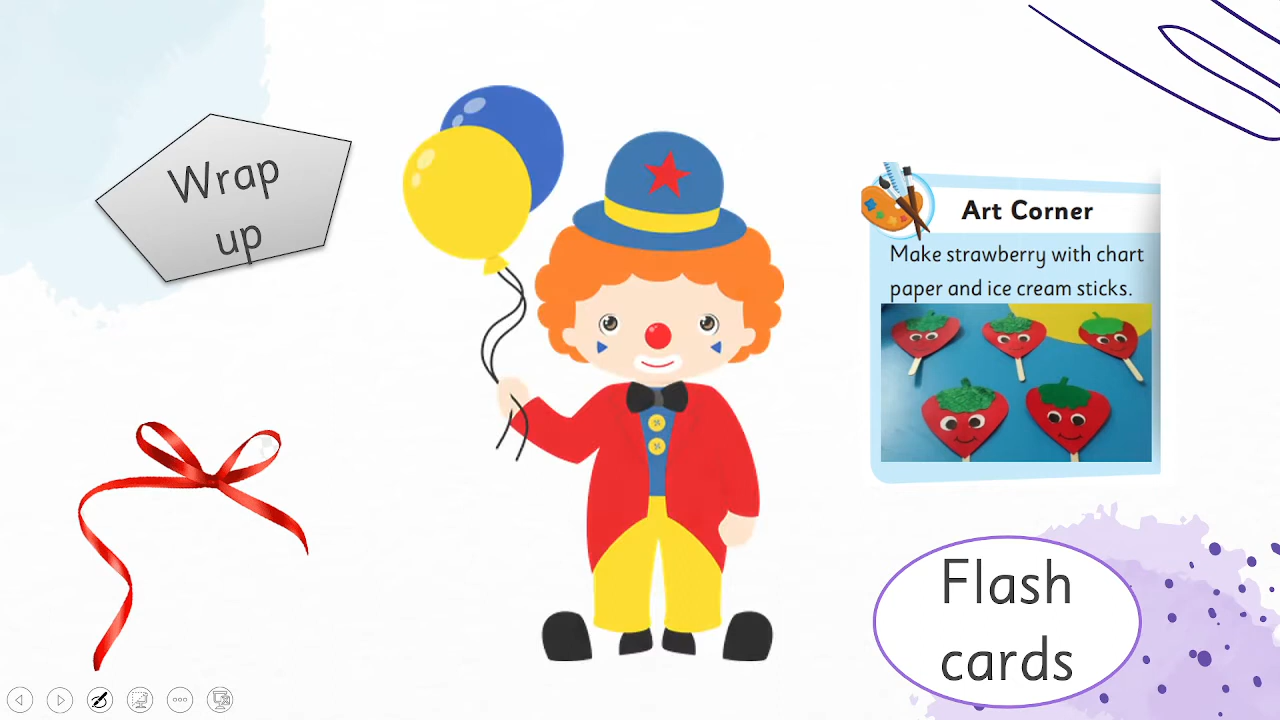 Wrap
up
Art Corner
Make strawberry with chart
paper and ice cream sticks.
Flash
cards